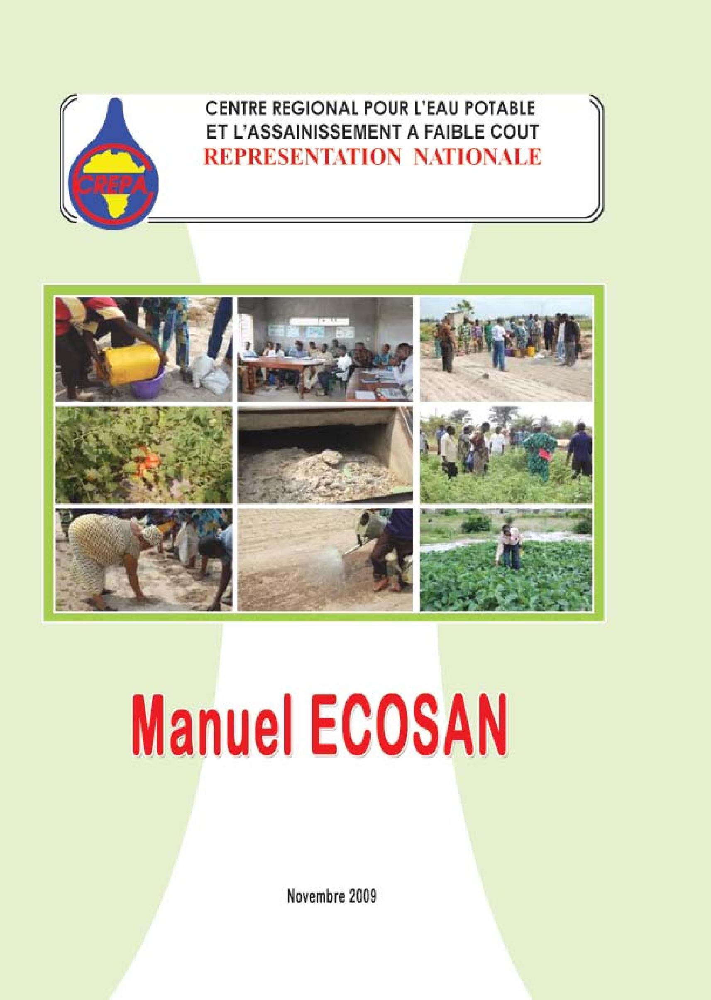 CENTRE REGIONAL POUR L'EAU POTABLE
ET L'ASSAINISSEMENT A FAIBLE COUT
REPRESENTATION NATIONALE
CREPA
Manuel ECOSAN
Novembre 2009